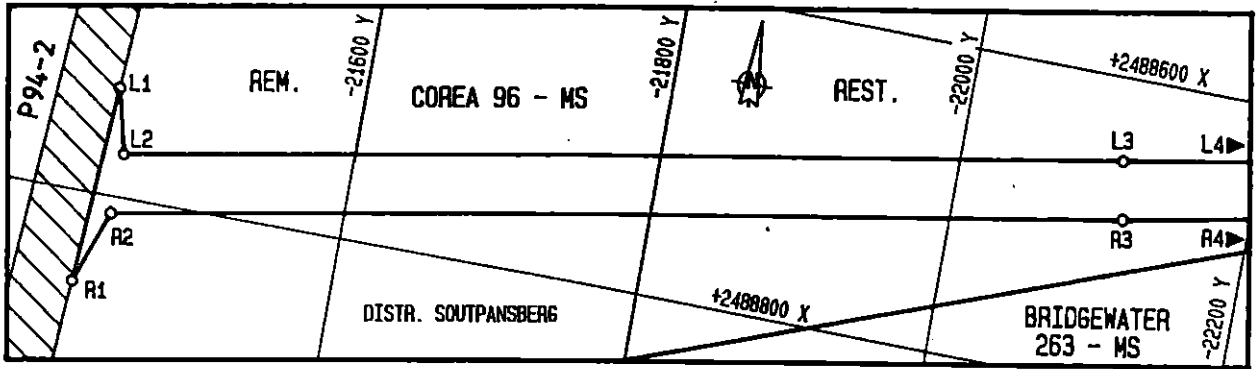 P94-2
L1
REM.
-21600 Y
COREA 96 - MS
-21800 Y
N
REST.
-22000 Y
+2488600 X
L2
L3
L4
R2
R3
R4
R1
DISTR. SOUTPANSBERG
+2488800 X
BRIDGEWATER
263 - MS
-22200 Y